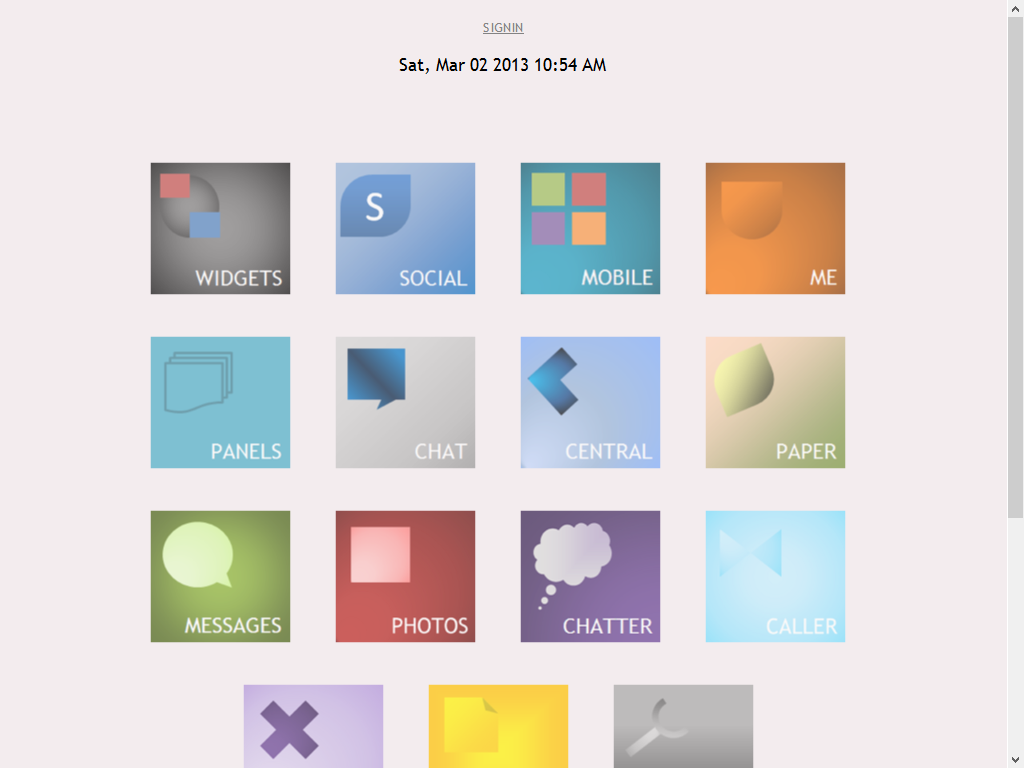 SIGNIN
Sat, Mar 02 2013 10:54 AM
WIDGETS
S
SOCIAL
MOBILE
ME
PANELS
CHAT
CENTRAL
PAPER
MESSAGES
PHOTOS
CHATTER
CALLER